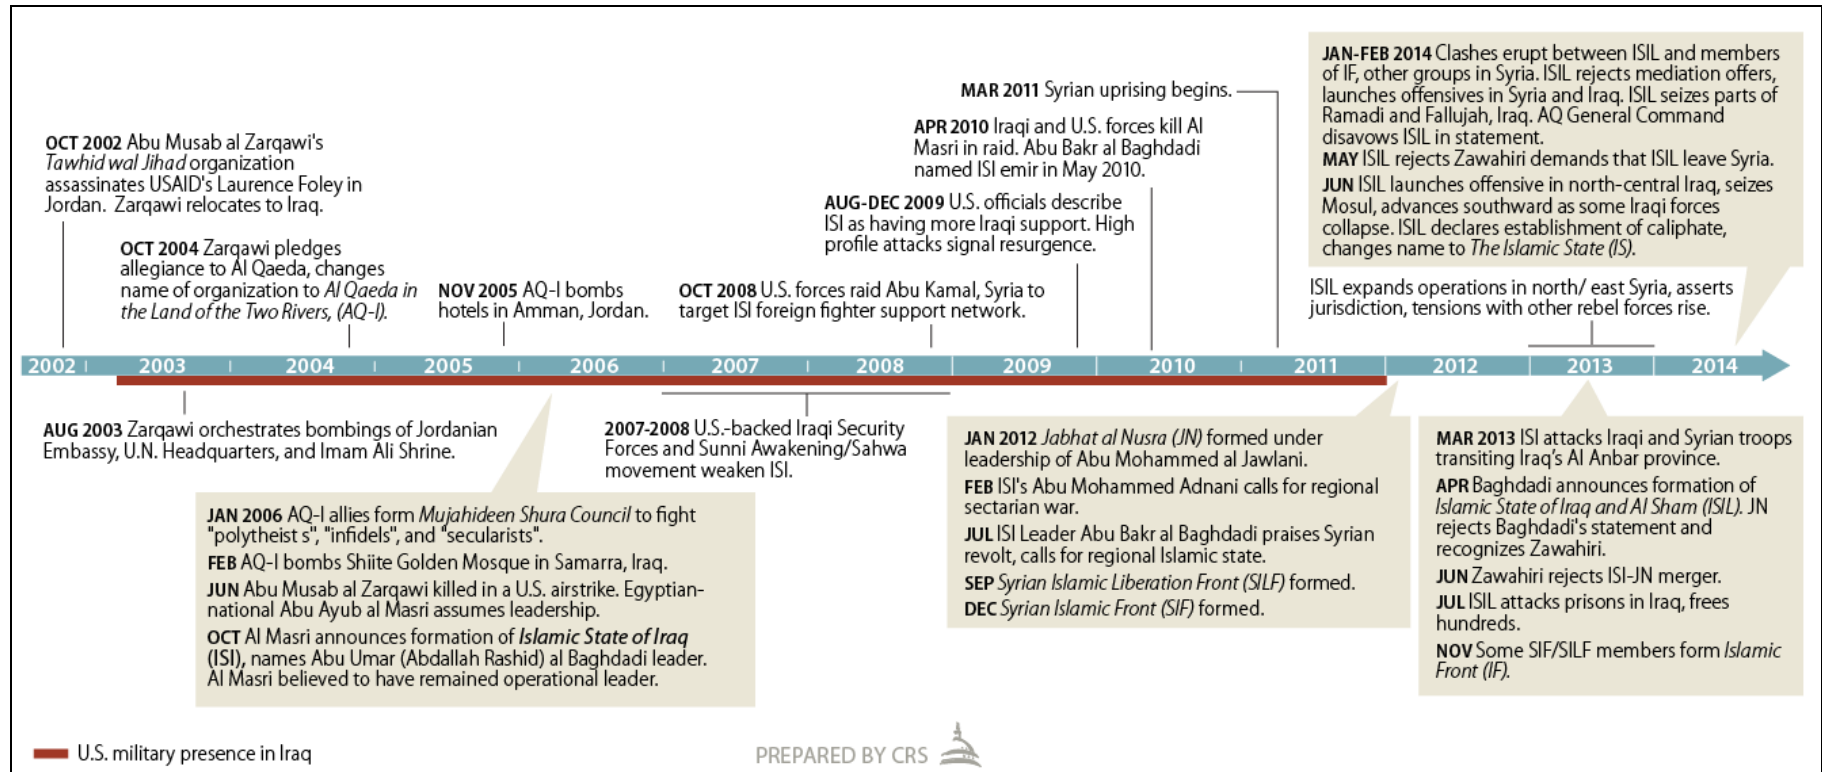 OCT 2002 Abu Musab al Zarqawi's
Tawhid wal Jihad organization
assassinates USAID's Laurence Foley in
Jordan. Zarqawi relocates to Iraq.
OCT 2004 Zarqawi pledges
allegiance to Al Qaeda, changes
name of organization to Al Qaeda in
the Land of the Two Rivers, (AQ-I).
NOV 2005 AQ-I bombs
hotels in Amman, Jordan.
OCT 2008 U.S. forces raid Abu Kamal, Syria to
target ISI foreign fighter support network.
AUG-DEC 2009 U.S. officials describe
ISI as having more Iraqi support. High
profile attacks signal resurgence.
APR 2010 Iraqi and U.S. forces kill Al
Masri in raid. Abu Bakr al Baghdadi
named ISI emir in May 2010.
MAR 2011 Syrian uprising begins.
JAN-FEB 2014 Clashes erupt between ISIL and members
of IF, other groups in Syria. ISIL rejects mediation offers,
launches offensives in Syria and Iraq. ISIL seizes parts of
Ramadi and Fallujah, Iraq. AQ General Command
disavows ISIL in statement.
MAY ISIL rejects Zawahiri demands that ISIL leave Syria.
JUN ISIL launches offensive in north-central Iraq, seizes
Mosul, advances southward as some Iraqi forces
collapse. ISIL declares establishment of caliphate,
changes name to The Islamic State (IS).
ISIL expands operations in north/ east Syria, asserts
jurisdiction, tensions with other rebel forces rise.
2002 2003 2004 2005 2006 2007 2008 2009 2010 2011 2012 2013 2014
AUG 2003 Zarqawi orchestrates bombings of Jordanian
Embassy, U.N. Headquarters, and Imam Ali Shrine.
JAN 2006 AQ-I allies form Mujahideen Shura Council to fight
"polytheist s", "infidels", and "secularists".
FEB AQ-I bombs Shiite Golden Mosque in Samarra, Iraq.
JUN Abu Musab al Zarqawi killed in a U.S. airstrike. Egyptian-
national Abu Ayub al Masri assumes leadership.
OCT Al Masri announces formation of Islamic State of Iraq
(ISI), names Abu Umar (Abdallah Rashid) al Baghdadi leader.
Al Masri believed to have remained operational leader.
2007-2008 U.S.-backed Iraqi Security
Forces and Sunni Awakening/Sahwa
movement weaken ISI.
JAN 2012 Jabhat al Nusra (JN) formed under
leadership of Abu Mohammed al Jawlani.
FEB ISI's Abu Mohammed Adnani calls for regional
sectarian war.
JUL ISI Leader Abu Bakr al Baghdadi praises Syrian
revolt, calls for regional Islamic state.
SEP Syrian Islamic Liberation Front (SILF) formed.
DEC Syrian Islamic Front (SIF) formed.
MAR 2013 ISI attacks Iraqi and Syrian troops
transiting Iraq's Al Anbar province.
APR Baghdadi announces formation of
Islamic State of Iraq and Al Sham (ISIL). JN
rejects Baghdadi's statement and
recognizes Zawahiri.
JUN Zawahiri rejects ISI-JN merger.
JUL ISIL attacks prisons in Iraq, frees
hundreds.
NOV Some SIF/SILF members form Islamic
Front (IF).
U.S. military presence in Iraq
PREPARED BY CRS